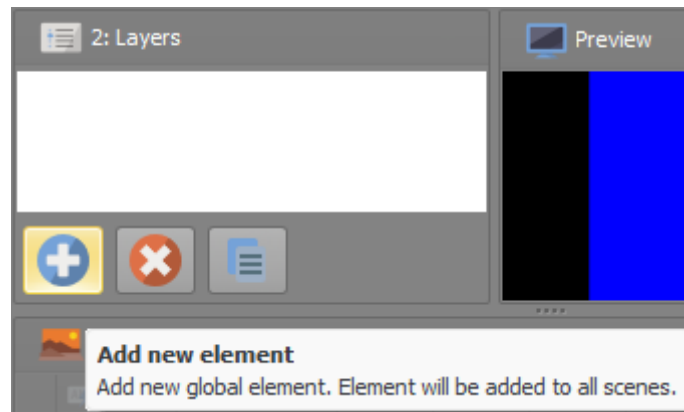 2: Layers
Preview
Add new element
Add new global element. Element will be added to all scenes.